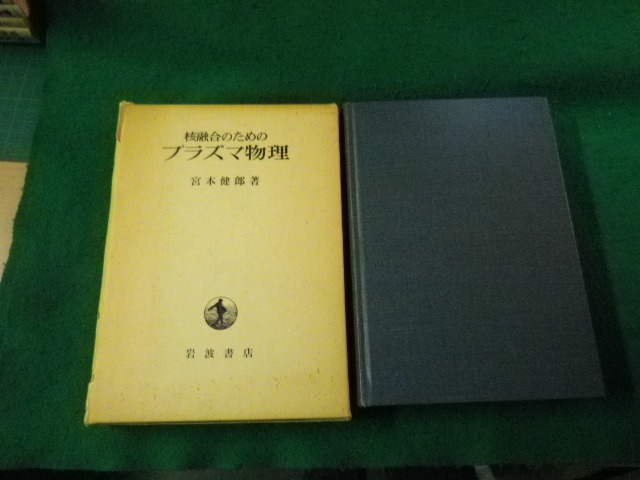 核融合のための
プラズマ物理
宮本健郎著
岩波書店